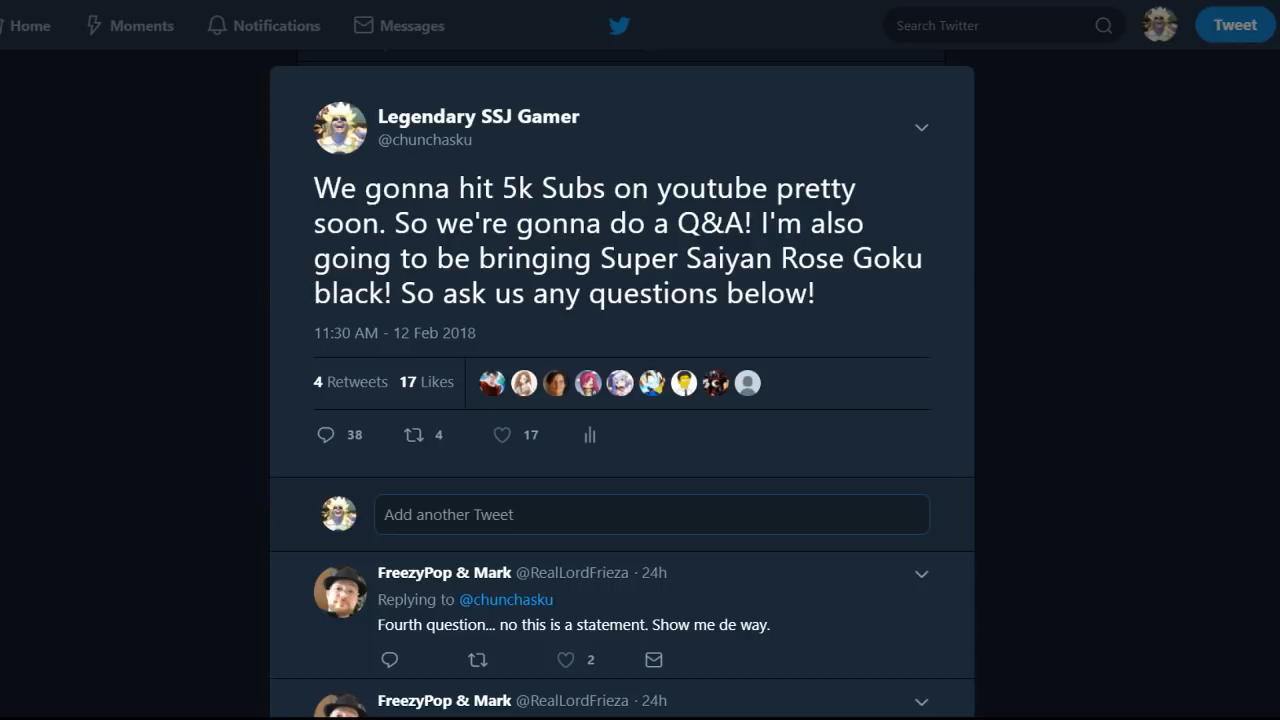 Home Moments Notifications Messages Search Twitter Tweet
Legendary SSJ Gamer
@chunchasku
We gonna hit 5k Subs on youtube pretty
soon. So we're gonna do a Q&A! I'm also
going to be bringing Super Saiyan Rose Goku
black! So ask us any questions below!
11:30 AM - 12 Feb 2018
4 Retweets 17 Likes
38 4 17
Add another Tweet
FreezyPop & Mark @RealLordFrieza · 24h
Replying to @chunchasku
Fourth question... no this is a statement. Show me de way.
2
FreezyPop & Mark @RealLordFrieza · 24h